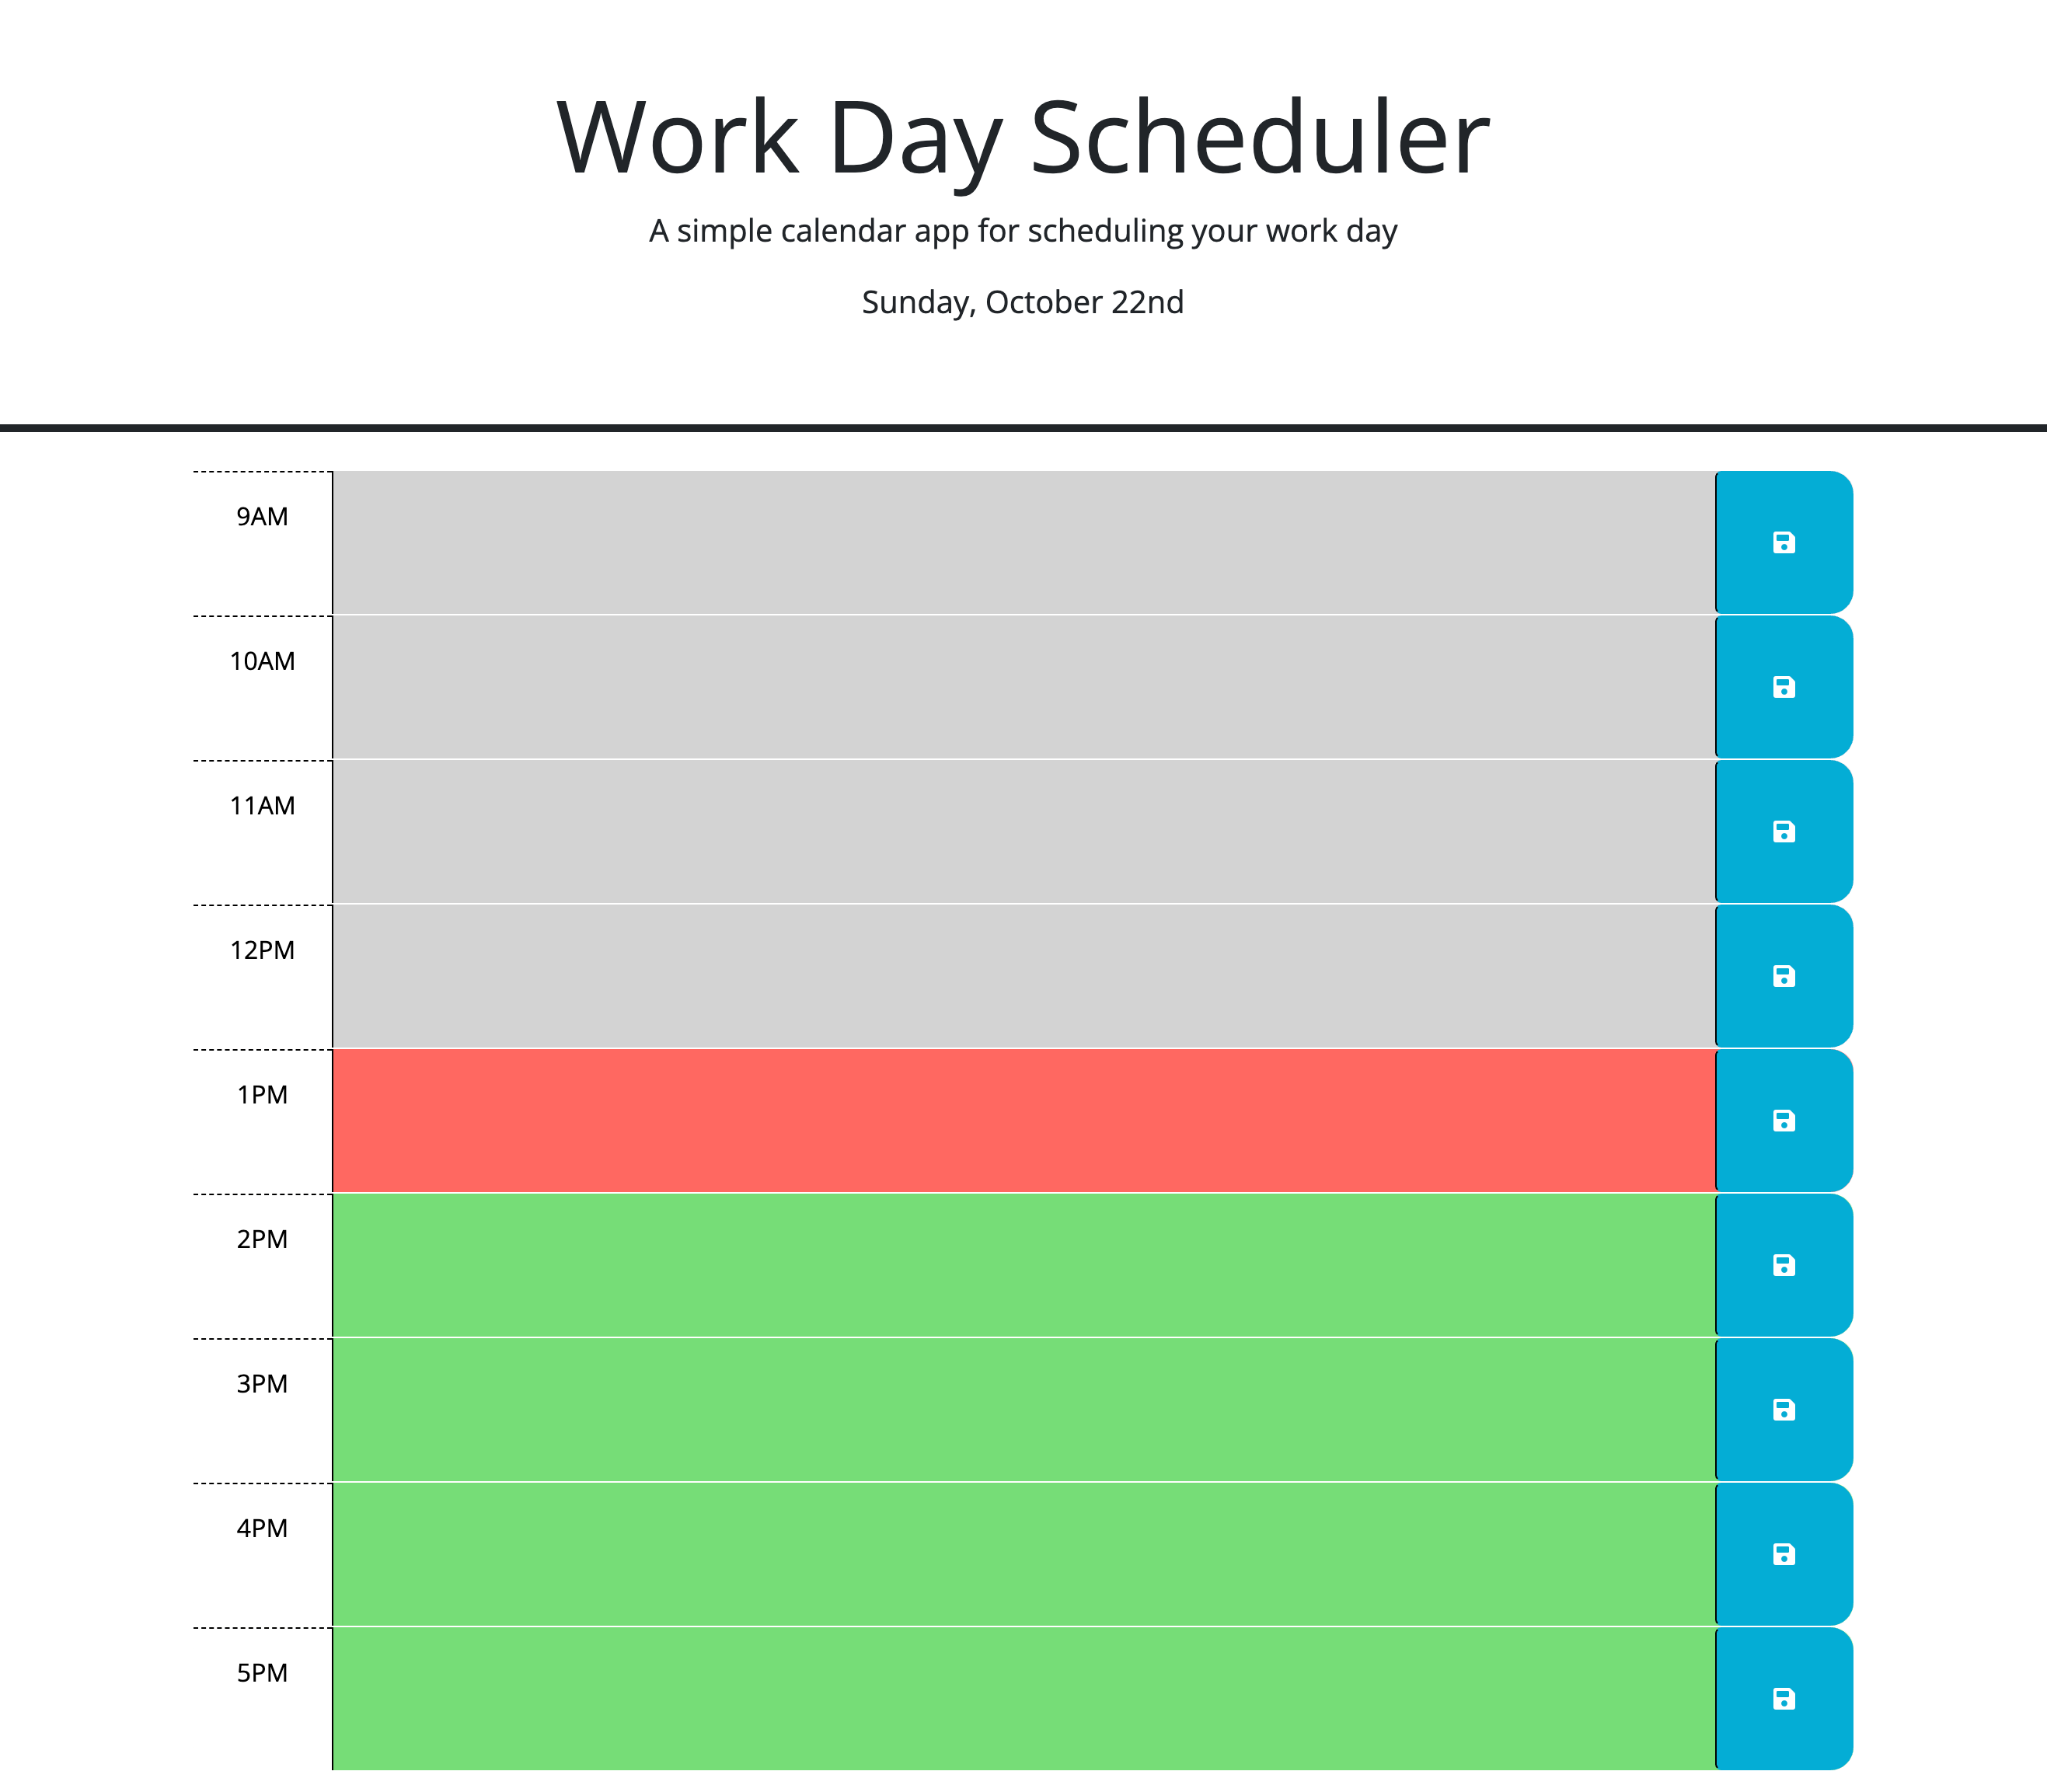 Work Day Scheduler
A simple calendar app for scheduling your work day
Sunday, October 22nd
9AM
10AM
11AM
12PM
1PM
2PM
3PM
4PM
5PM